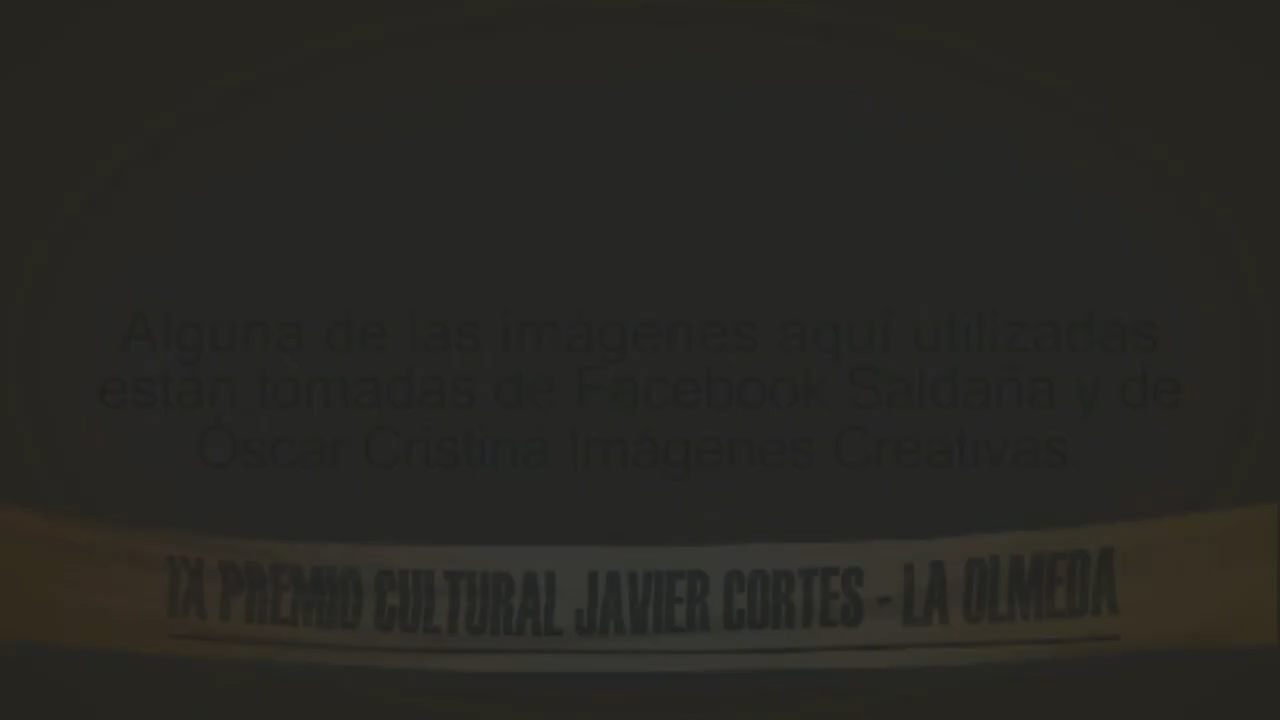 Alguna de las imágenes aquí utilizadas
están tomadas de Facebook Saldaña y de
Óscar Cristina Imágenes Creativas.
IX PREMIO CULTURAL JAVIER CORTES - LA OLMEDA